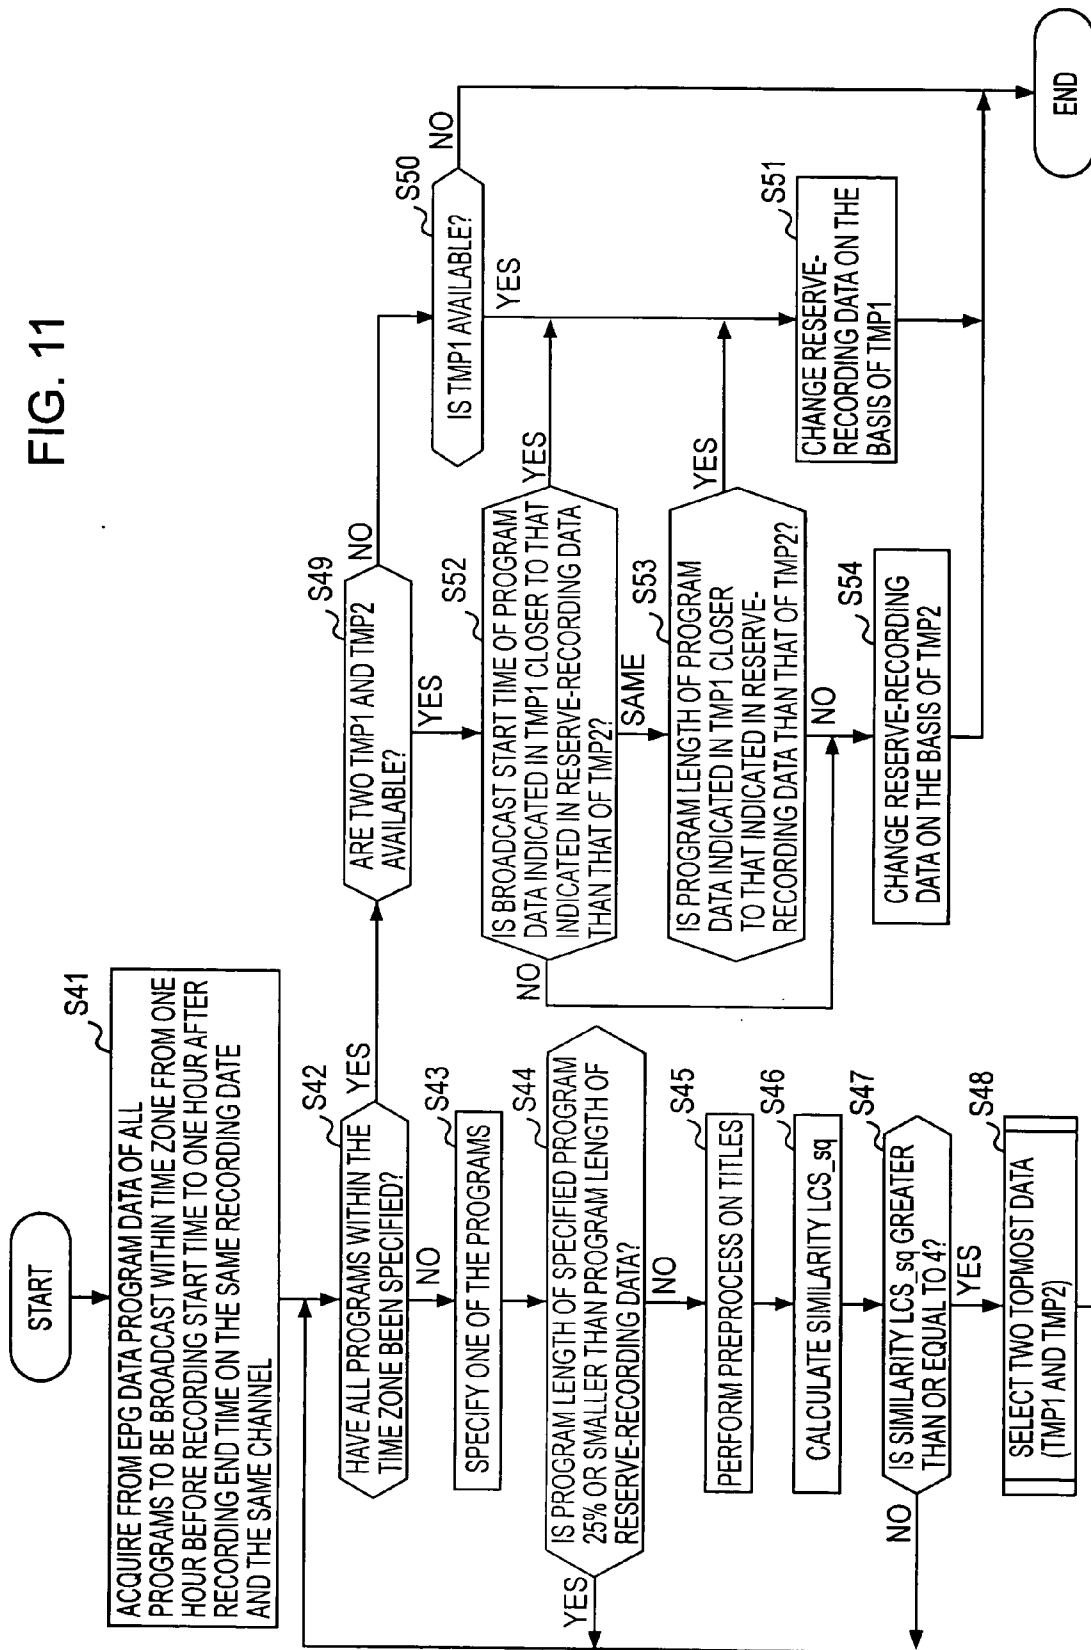 FIG. 11
START
S41
ACQUIRE FROM EPG DATA PROGRAM DATA OF ALL
PROGRAMS TO BE BROADCAST WITHIN TIME ZONE FROM ONE
HOUR BEFORE RECORDING START TIME TO ONE HOUR AFTER
RECORDING END TIME ON THE SAME RECORDING DATE
AND THE SAME CHANNEL
S42
HAVE ALL PROGRAMS WITHIN THE
TIME ZONE BEEN SPECIFIED?
YES
NO
S43
SPECIFY ONE OF THE PROGRAMS
S44
IS PROGRAM LENGTH OF SPECIFIED PROGRAM
25% OR SMALLER THAN PROGRAM LENGTH OF
RESERVE-RECORDING DATA?
YES
NO
S45
PERFORM PREPROCESS ON TITLES
S46
CALCULATE SIMILARITY LCS_sq
S47
IS SIMILARITY LCS_sq GREATER
THAN OR EQUAL TO 4?
NO
YES
S48
SELECT TWO TOPMOST DATA
(TMP1 AND TMP2)
S49
ARE TWO TMP1 AND TMP2
AVAILABLE?
NO
YES
S50
IS TMP1 AVAILABLE?
NO
YES
S52
IS BROADCAST START TIME OF PROGRAM
DATA INDICATED IN TMP1 CLOSER TO THAT
INDICATED IN RESERVE-RECORDING DATA
THAN THAT OF TMP2?
YES
NO
SAME
S53
IS PROGRAM LENGTH OF PROGRAM
DATA INDICATED IN TMP1 CLOSER
TO THAT INDICATED IN RESERVE-
RECORDING DATA THAN THAT OF TMP2?
YES
NO
S51
CHANGE RESERVE-
RECORDING DATA ON THE
BASIS OF TMP1
S54
CHANGE RESERVE-RECORDING
DATA ON THE BASIS OF TMP2
END